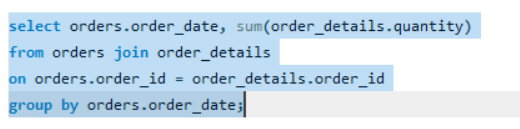 select orders.order_date, sum(order_details.quantity)
from orders join order_details
on orders.order_id = order_details.order_id
group by orders.order_date;